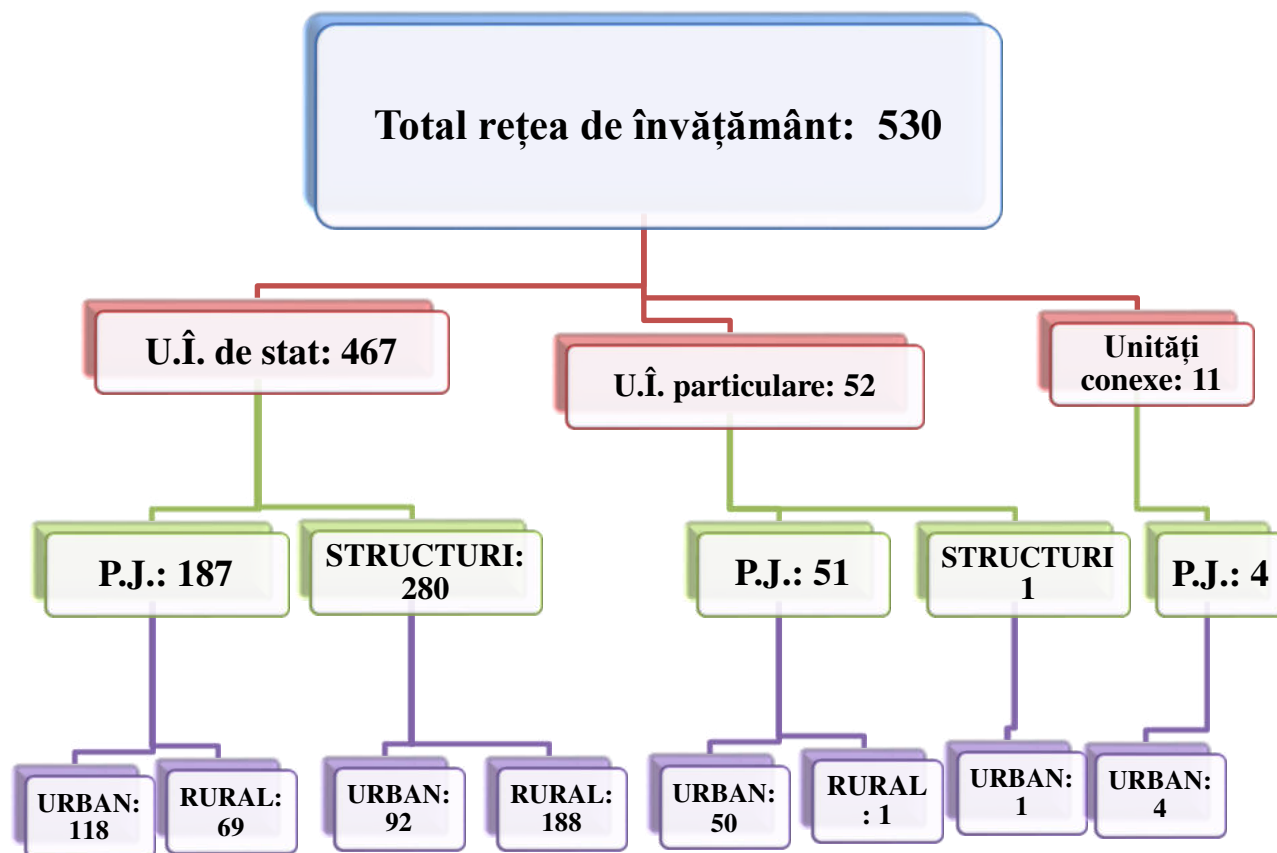 Total rețea de învățământ: 530
U.Î. de stat: 467
U.Î. particulare: 52
Unități
conexe: 11
P.J.: 187
STRUCTURI:
280
P.J.: 51
STRUCTURI
1
P.J.: 4
URBAN:
118
RURAL:
69
URBAN:
92
RURAL:
188
URBAN:
50
RURAL
: 1
URBAN:
1
URBAN:
4